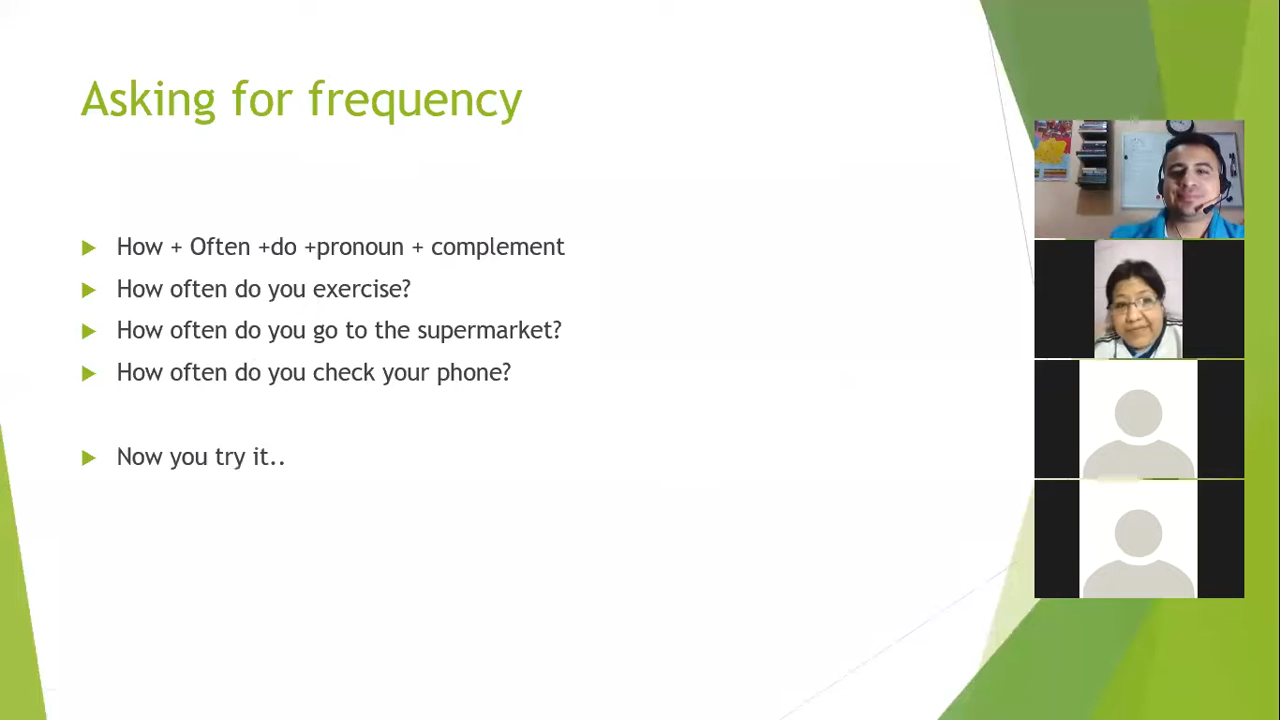 Asking for frequency
How + Often +do +pronoun + complement
How often do you exercise?
How often do you go to the supermarket?
How often do you check your phone?
Now you try it..